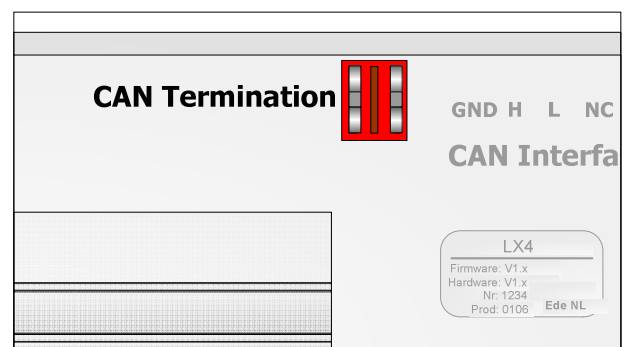 CAN Termination
GND H L NC
CAN Interfa
LX4
Firmware: V1.x
Hardware: V1.x
Nr: 1234
Prod: 0106
Ede NL